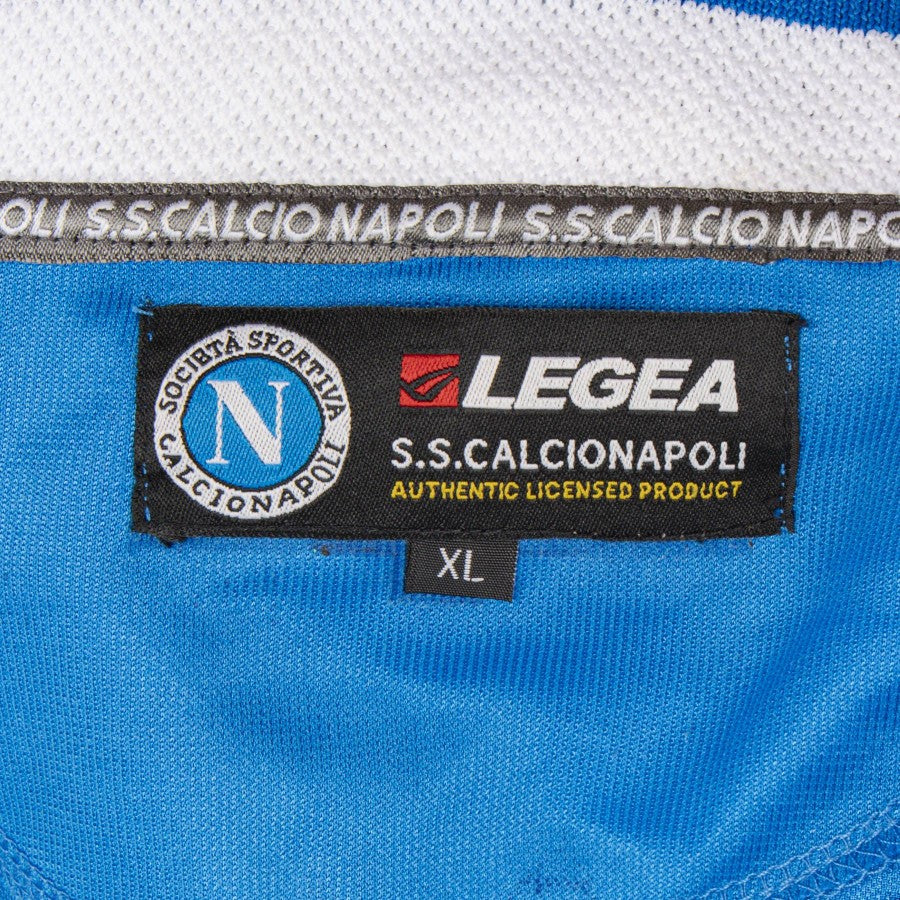 OLI S.S.CALCIO NAPOLI S.S.CALCIO NAPO
SOCIETÀ SPORTIVA
CALCIONAPOLI
N
LEGEA
S.S.CALCIONAPOLI
AUTHENTIC LICENSED PRODUCT
XL